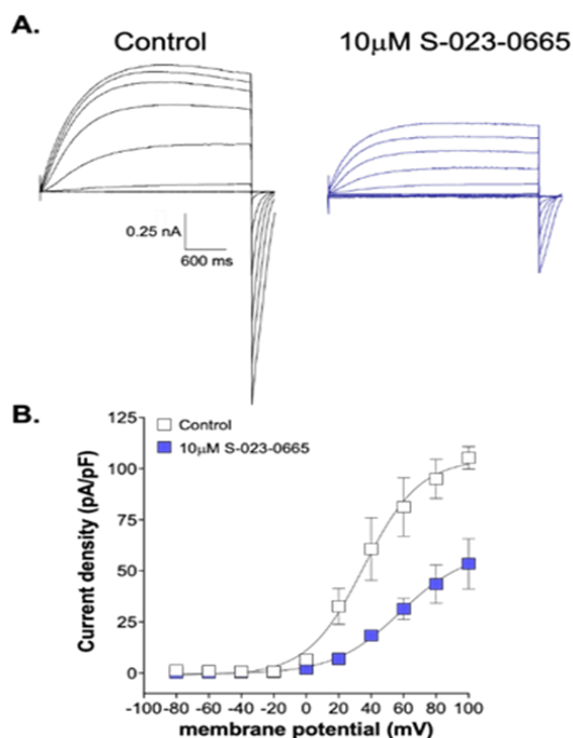 A.
Control
10μM S-023-0665
0.25 nA
600 ms
B.
Control
10μM S-023-0665
Current density (pA/pF)
125
100
75
50
25
0
-100 -80 -60 -40 -20 0 20 40 60 80 100
membrane potential (mV)